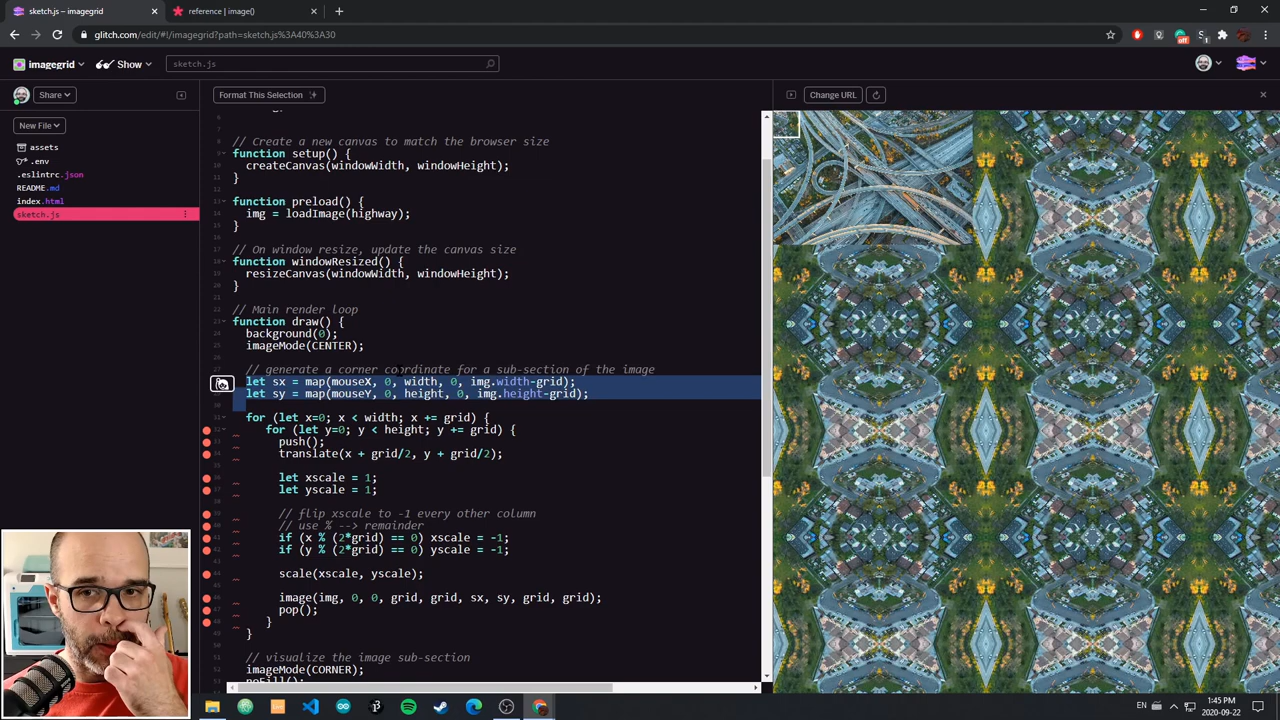 sketch.js – imagegrid
reference | image()
glitch.com/edit/#!/imagegrid?path=sketch.js%3A40%3A30
imagegrid
Show
sketch.js
Share
Format This Selection
Change URL
New File
assets
.env
.eslintrc.json
README.md
index.html
sketch.js
// Create a new canvas to match the browser size
function setup() {
createCanvas(windowWidth, windowHeight);
}
function preload() {
img = loadImage(highway);
}
// On window resize, update the canvas size
function windowResized() {
resizeCanvas(windowWidth, windowHeight);
}
// Main render loop
function draw() {
background(0);
imageMode(CENTER);
// generate a corner coordinate for a sub-section of the image
let sx = map(mouseX, 0, width, 0, img.width-grid);
let sy = map(mouseY, 0, height, 0, img.height-grid);
for (let x=0; x < width; x += grid) {
for (let y=0; y < height; y += grid) {
push();
translate(x + grid/2, y + grid/2);
let xscale = 1;
let yscale = 1;
// flip xscale to -1 every other column
// use % --> remainder
if (x % (2*grid) == 0) xscale = -1;
if (y % (2*grid) == 0) yscale = -1;
scale(xscale, yscale);
image(img, 0, 0, grid, grid, sx, sy, grid, grid);
pop();
}
}
// visualize the image sub-section
imageMode(CORNER);
noFill();
EN
1:45 PM
2020-09-22